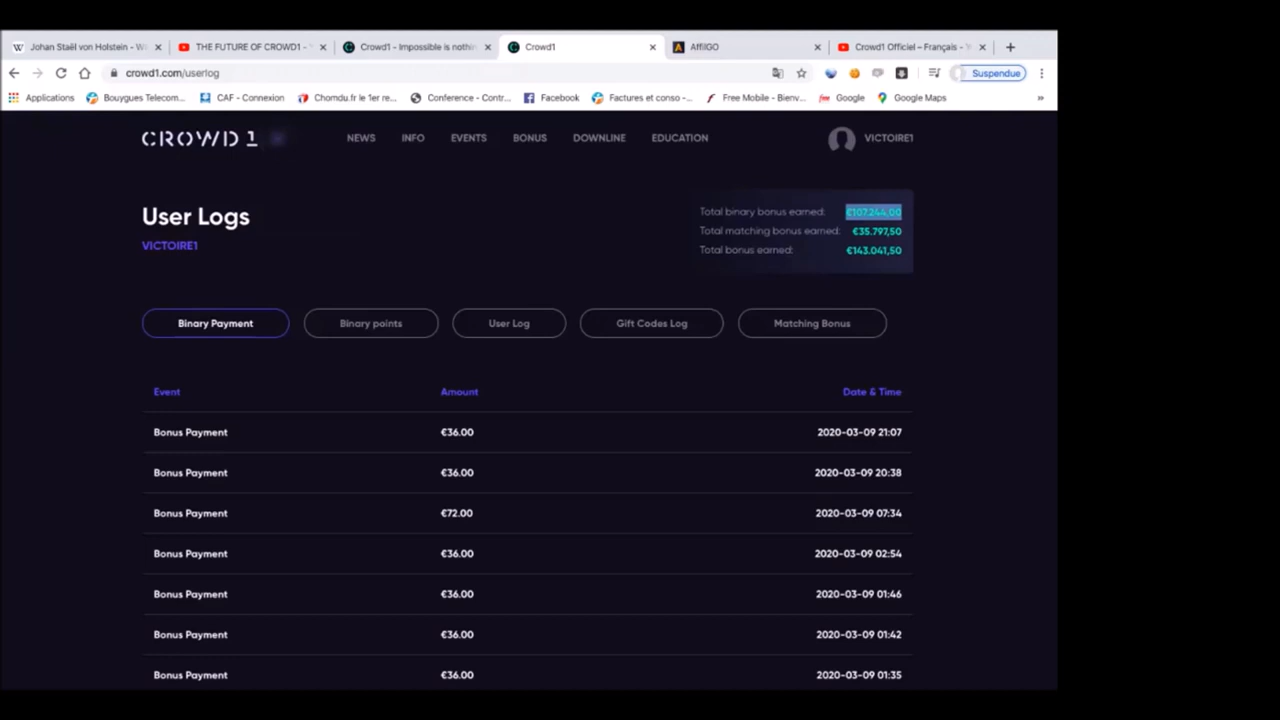 Johan Staël von Holstein - W
THE FUTURE OF CROWD1 -
Crowd1 - Impossible is nothin
Crowd1
AffilGO
Crowd1 Officiel – Français -
crowd1.com/userlog
Suspendue
Applications
Bouygues Telecom...
CAF - Connexion
Chomdu.fr le 1er re...
Conference - Contr...
Facebook
Factures et conso -...
Free Mobile - Bienv...
Google
Google Maps
»
CROWD 1
NEWS
INFO
EVENTS
BONUS
DOWNLINE
EDUCATION
VICTOIRE1
User Logs
VICTOIRE1
Total binary bonus earned: €107.244,00
Total matching bonus earned: €35.797,50
Total bonus earned: €143.041,50
Binary Payment
Binary points
User Log
Gift Codes Log
Matching Bonus
Event Amount Date & Time
Bonus Payment €36.00 2020-03-09 21:07
Bonus Payment €36.00 2020-03-09 20:38
Bonus Payment €72.00 2020-03-09 07:34
Bonus Payment €36.00 2020-03-09 02:54
Bonus Payment €36.00 2020-03-09 01:46
Bonus Payment €36.00 2020-03-09 01:42
Bonus Payment €36.00 2020-03-09 01:35